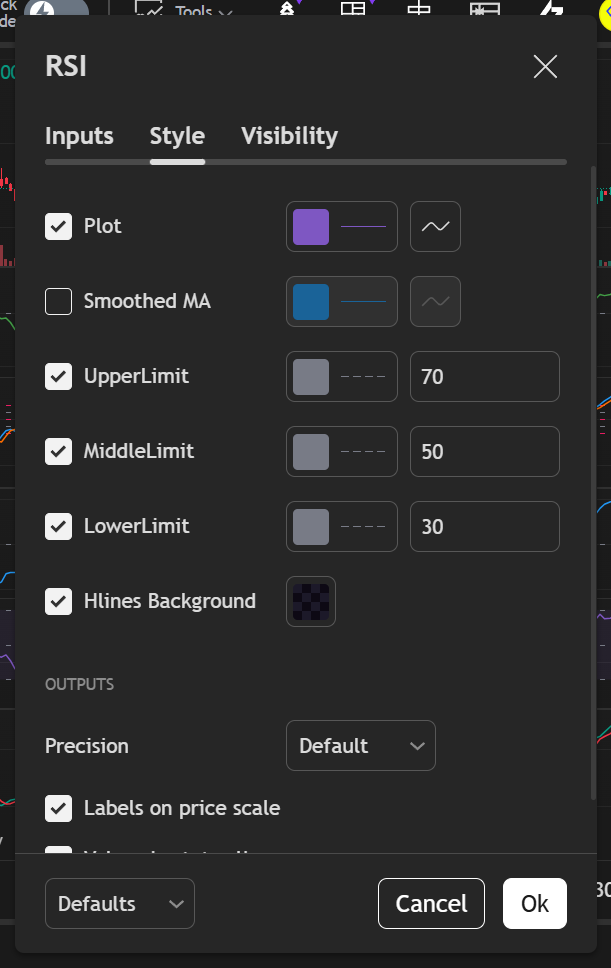 Tools
RSI
Inputs Style Visibility
Plot
Smoothed MA
UpperLimit 70
MiddleLimit 50
LowerLimit 30
Hlines Background
OUTPUTS
Precision Default
Labels on price scale
Defaults Cancel Ok